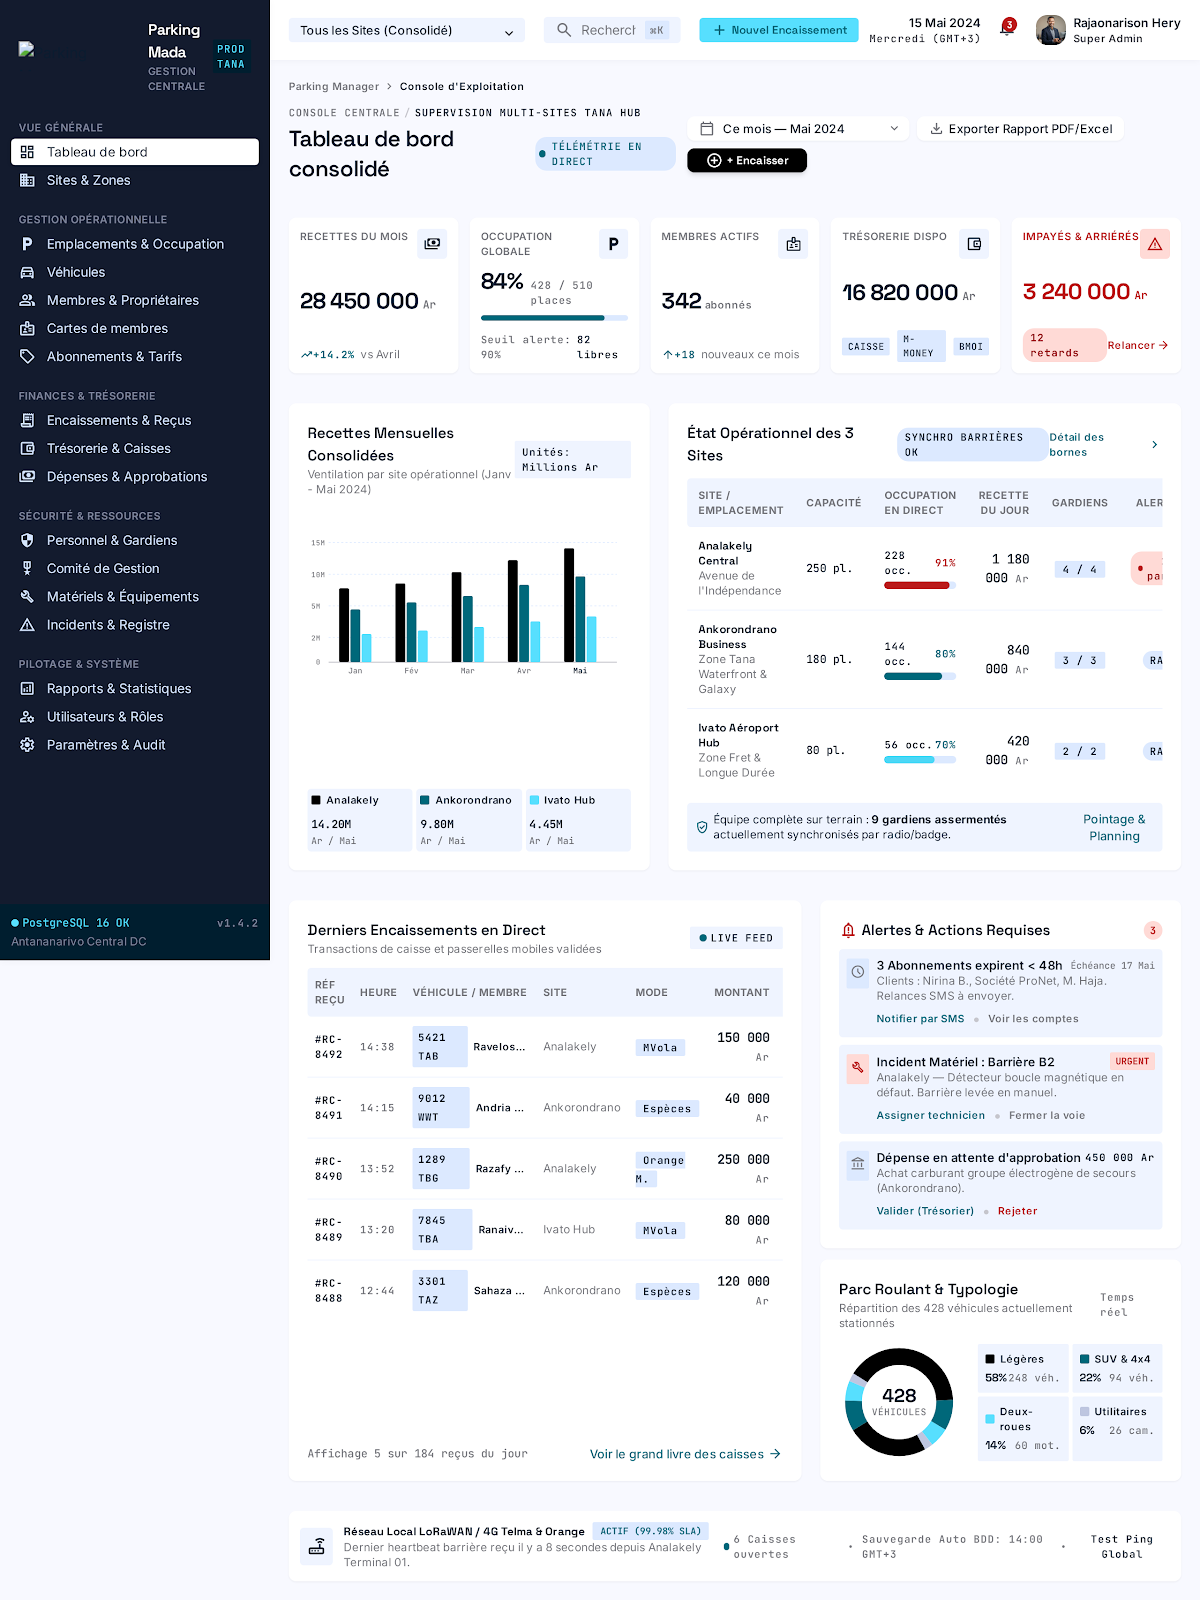 Parking Mada
GESTION CENTRALE
PROD TANA
VUE GÉNÉRALE
Tableau de bord
Sites & Zones
GESTION OPÉRATIONNELLE
Emplacements & Occupation
Véhicules
Membres & Propriétaires
Cartes de membres
Abonnements & Tarifs
FINANCES & TRÉSORERIE
Encaissements & Reçus
Trésorerie & Caisses
Dépenses & Approbations
SÉCURITÉ & RESSOURCES
Personnel & Gardiens
Comité de Gestion
Matériels & Équipements
Incidents & Registre
PILOTAGE & SYSTÈME
Rapports & Statistiques
Utilisateurs & Rôles
Paramètres & Audit
PostgreSQL 16 OK v1.4.2
Antananarivo Central DC
Tous les Sites (Consolidé)
Recherch ⌘K
Nouvel Encaissement
15 Mai 2024
Mercredi (GMT+3)
3
Rajaonarison Hery
Super Admin
Parking Manager > Console d'Exploitation
CONSOLE CENTRALE / SUPERVISION MULTI-SITES TANA HUB
Tableau de bord
consolidé
TÉLÉMÉTRIE EN
DIRECT
Ce mois — Mai 2024
Exporter Rapport PDF/Excel
+ Encaisser
RECETTES DU MOIS
28 450 000 Ar
+14.2% vs Avril
OCCUPATION
GLOBALE
84% 428 / 510
places
Seuil alerte: 82
90% libres
MEMBRES ACTIFS
342 abonnés
+18 nouveaux ce mois
TRÉSORERIE DISPO
16 820 000 Ar
CAISSE M-MONEY BMOI
IMPAYÉS & ARRIÉRÉS
3 240 000 Ar
12 retards
Relancer
Recettes Mensuelles
Consolidées
Ventilation par site opérationnel (Janv
- Mai 2024)
Unités:
Millions Ar
15M
10M
5M
2M
0
Jan Fév Mar Avr Mai
Analakely
14.20M
Ar / Mai
Ankorondrano
9.80M
Ar / Mai
Ivato Hub
4.45M
Ar / Mai
État Opérationnel des 3
Sites
SYNCHRO BARRIÈRES
OK
Détail des
bornes
SITE / EMPLACEMENT CAPACITÉ OCCUPATION EN DIRECT RECETTE DU JOUR GARDIENS ALER
Analakely
Central
Avenue de
l'Indépendance
250 pl.
228 occ. 91%
1 180 000 Ar
4 / 4
par
Ankorondrano
Business
Zone Tana
Waterfront &
Galaxy
180 pl.
144 occ. 80%
840 000 Ar
3 / 3
RA
Ivato Aéroport
Hub
Zone Fret &
Longue Durée
80 pl.
56 occ. 70%
420 000 Ar
2 / 2
RA
Équipe complète sur terrain : 9 gardiens assermentés
actuellement synchronisés par radio/badge.
Pointage &
Planning
Derniers Encaissements en Direct
Transactions de caisse et passerelles mobiles validées
LIVE FEED
RÉF REÇU HEURE VÉHICULE / MEMBRE SITE MODE MONTANT
#RC-8492 14:38 5421 TAB Ravelos... Analakely MVola 150 000 Ar
#RC-8491 14:15 9012 WWT Andria ... Ankorondrano Espèces 40 000 Ar
#RC-8490 13:52 1289 TBG Razafy ... Analakely Orange M. 250 000 Ar
#RC-8489 13:20 7845 TBA Ranaiv... Ivato Hub MVola 80 000 Ar
#RC-8488 12:44 3301 TAZ Sahaza ... Ankorondrano Espèces 120 000 Ar
Affichage 5 sur 184 reçus du jour
Voir le grand livre des caisses
Alertes & Actions Requises 3
3 Abonnements expirent < 48h Échéance 17 Mai
Clients : Nirina B., Société ProNet, M. Haja.
Relances SMS à envoyer.
Notifier par SMS Voir les comptes
Incident Matériel : Barrière B2 URGENT
Analakely — Détecteur boucle magnétique en
défaut. Barrière levée en manuel.
Assigner technicien Fermer la voie
Dépense en attente d'approbation 450 000 Ar
Achat carburant groupe électrogène de secours
(Ankorondrano).
Valider (Trésorier) Rejeter
Parc Roulant & Typologie
Répartition des 428 véhicules actuellement
stationnés
Temps
réel
428
VÉHICULES
Légères
58% 248 véh.
SUV & 4x4
22% 94 véh.
Deux-roues
14% 60 mot.
Utilitaires
6% 26 cam.
Réseau Local LoRaWAN / 4G Telma & Orange ACTIF (99.98% SLA)
Dernier heartbeat barrière reçu il y a 8 secondes depuis Analakely
Terminal 01.
6 Caisses
ouvertes
• Sauvegarde Auto BDD: 14:00
GMT+3
• Test Ping
Global